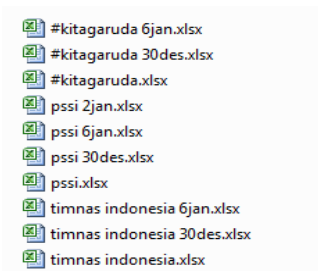 #kitagaruda 6jan.xlsx
#kitagaruda 30des.xlsx
#kitagaruda.xlsx
pssi 2jan.xlsx
pssi 6jan.xlsx
pssi 30des.xlsx
pssi.xlsx
timnas indonesia 6jan.xlsx
timnas indonesia 30des.xlsx
timnas indonesia.xlsx